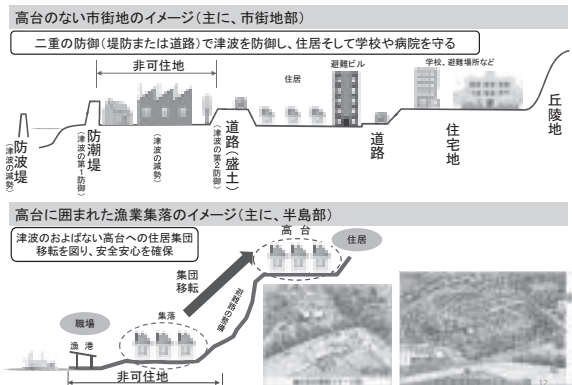 高台のない市街地のイメージ(主に、市街地部)
二重の防御(堤防または道路)で津波を防御し、住居そして学校や病院を守る
非可住地
住居
避難ビル
学校、避難場所など
防波堤
(津波の減勢)
防潮堤
(津波の第1防御)
(津波の減勢)
道路(盛土)
(津波の第2防御)
道路
住宅地
丘陵地
高台に囲まれた漁業集落のイメージ(主に、半島部)
津波のおよばない高台への住居集団
移転を図り、安全安心を確保
高台
住居
集団
移転
避難路の整備
職場
集落
漁港
非可住地
17